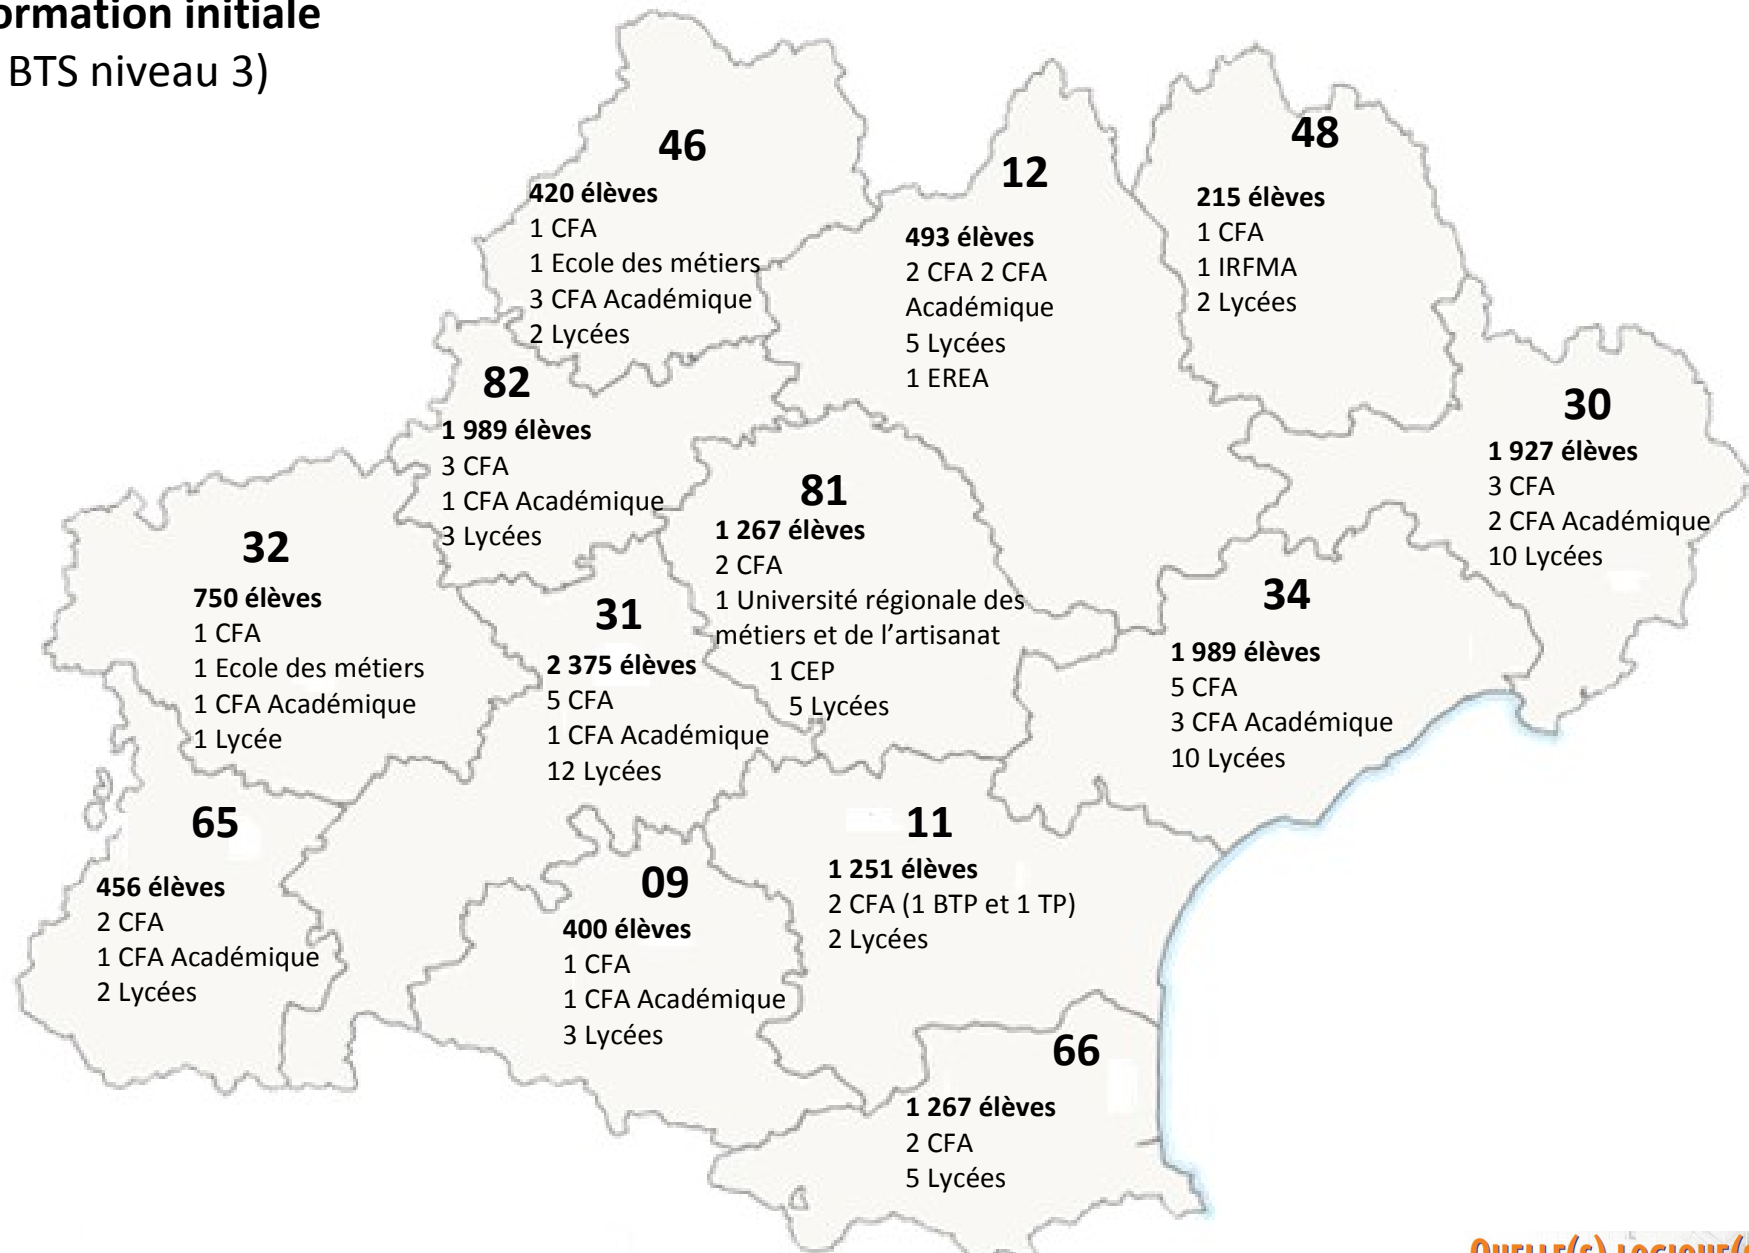 ormation initiale
BTS niveau 3)
46
420 élèves
1 CFA
1 Ecole des métiers
3 CFA Académique
2 Lycées
12
493 élèves
2 CFA 2 CFA
Académique
5 Lycées
1 EREA
48
215 élèves
1 CFA
1 IRFMA
2 Lycées
82
1 989 élèves
3 CFA
1 CFA Académique
3 Lycées
30
1 927 élèves
3 CFA
2 CFA Académique
10 Lycées
32
750 élèves
1 CFA
1 Ecole des métiers
1 CFA Académique
1 Lycée
81
1 267 élèves
2 CFA
1 Université régionale des
métiers et de l’artisanat
1 CEP
5 Lycées
31
2 375 élèves
5 CFA
1 CFA Académique
12 Lycées
34
1 989 élèves
5 CFA
3 CFA Académique
10 Lycées
65
456 élèves
2 CFA
1 CFA Académique
2 Lycées
09
400 élèves
1 CFA
1 CFA Académique
3 Lycées
11
1 251 élèves
2 CFA (1 BTP et 1 TP)
2 Lycées
66
1 267 élèves
2 CFA
5 Lycées
QUELLE(S) LOGIQUE(